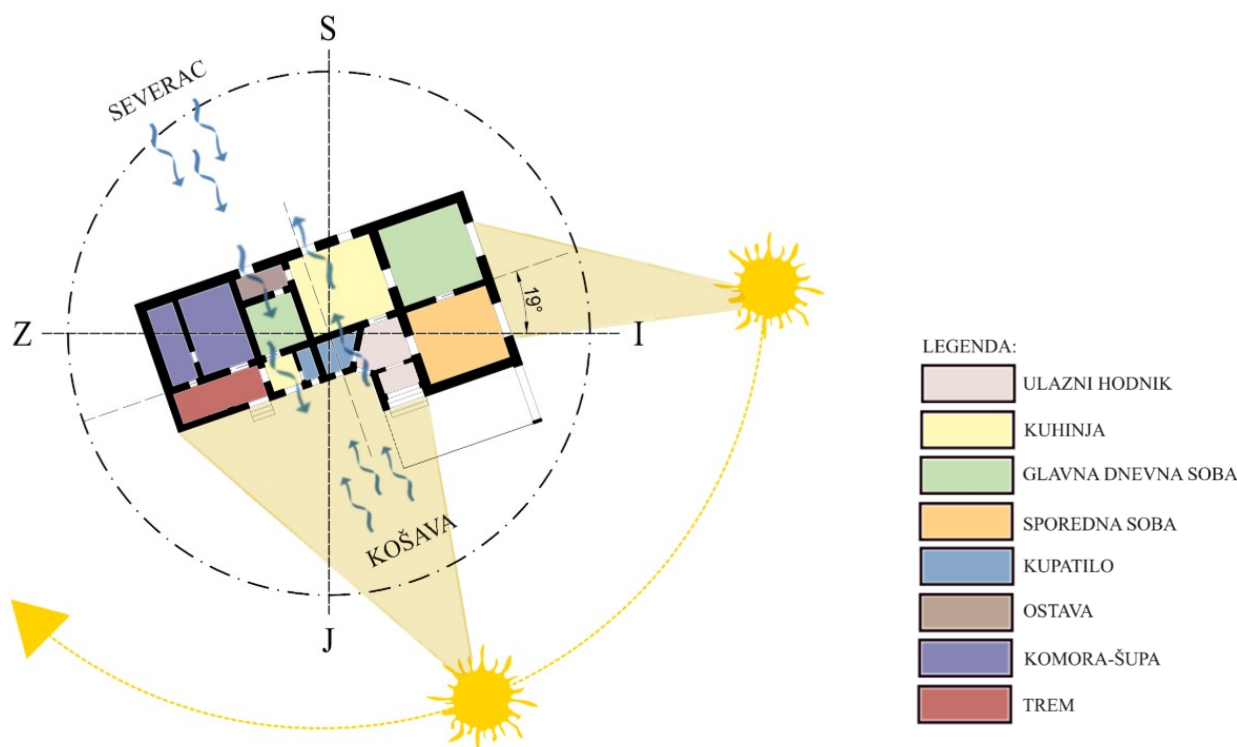 S
SEVERAC
Z
19°
I
KOŠAVA
J
LEGENDA:
ULAZNI HODNIK
KUHINJA
GLAVNA DNEVNA SOBA
SPOREDNA SOBA
KUPATILO
OSTAVA
KOMORA-ŠUPA
TREM